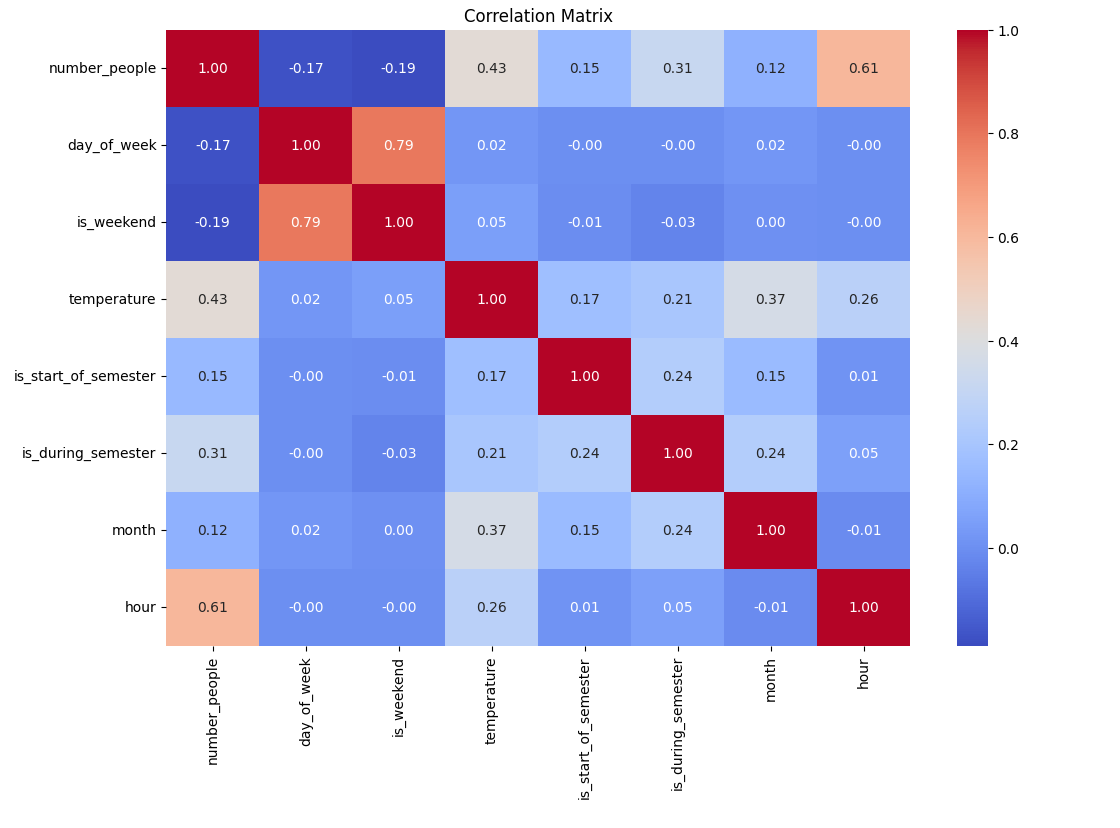 Correlation Matrix
number_people 1.00 -0.17 -0.19 0.43 0.15 0.31 0.12 0.61
day_of_week -0.17 1.00 0.79 0.02 -0.00 -0.00 0.02 -0.00
is_weekend -0.19 0.79 1.00 0.05 -0.01 -0.03 0.00 -0.00
temperature 0.43 0.02 0.05 1.00 0.17 0.21 0.37 0.26
is_start_of_semester 0.15 -0.00 -0.01 0.17 1.00 0.24 0.15 0.01
is_during_semester 0.31 -0.00 -0.03 0.21 0.24 1.00 0.24 0.05
month 0.12 0.02 0.00 0.37 0.15 0.24 1.00 -0.01
hour 0.61 -0.00 -0.00 0.26 0.01 0.05 -0.01 1.00
number_people
day_of_week
is_weekend
temperature
is_start_of_semester
is_during_semester
month
hour
1.0
0.8
0.6
0.4
0.2
0.0